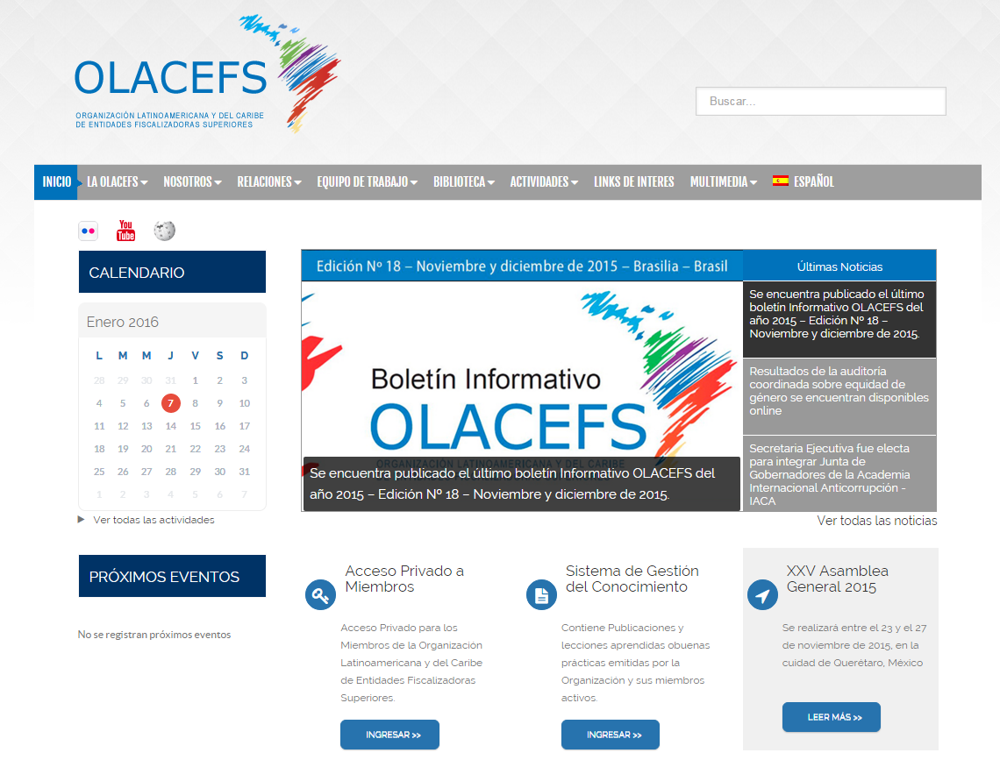 OLACEFS
ORGANIZACIÓN LATINOAMERICANA Y DEL CARIBE
DE ENTIDADES FISCALIZADORAS SUPERIORES
Buscar...
INICIO LA OLACEFS NOSOTROS RELACIONES EQUIPO DE TRABAJO BIBLIOTECA ACTIVIDADES LINKS DE INTERES MULTIMEDIA ESPAÑOL
You
Tube
CALENDARIO
Enero 2016
L M M J V S D
28 29 30 31 1 2 3
4 5 6 7 8 9 10
11 12 13 14 15 16 17
18 19 20 21 22 23 24
25 26 27 28 29 30 31
1 2 3 4 5 6 7
Ver todas las actividades
PRÓXIMOS EVENTOS
No se registran próximos eventos
Edición Nº 18 – Noviembre y diciembre de 2015 – Brasilia – Brasil
Boletín Informativo
OLACEFS
ORGANIZACIÓN LATINOAMERICANA Y DEL CARIBE
Se encuentra publicado el último boletín Informativo OLACEFS del
año 2015 – Edición Nº 18 – Noviembre y diciembre de 2015.
Últimas Noticias
Se encuentra publicado el último
boletín Informativo OLACEFS del
año 2015 – Edición Nº 18 –
Noviembre y diciembre de 2015.
Resultados de la auditoría
coordinada sobre equidad de
género se encuentran disponibles
online
Secretaria Ejecutiva fue electa
para integrar Junta de
Gobernadores de la Academia
Internacional Anticorrupción -
IACA
Ver todas las noticias
Acceso Privado a
Miembros
Acceso Privado para los
Miembros de la Organización
Latinoamericana y del Caribe
de Entidades Fiscalizadoras
Superiores.
INGRESAR >>
Sistema de Gestión
del Conocimiento
Contiene Publicaciones y
lecciones aprendidas obuenas
prácticas emitidas por la
Organización y sus miembros
activos.
INGRESAR >>
XXV Asamblea
General 2015
Se realizará entre el 23 y el 27
de noviembre de 2015, en la
cuidad de Querétaro, México
LEER MÁS >>